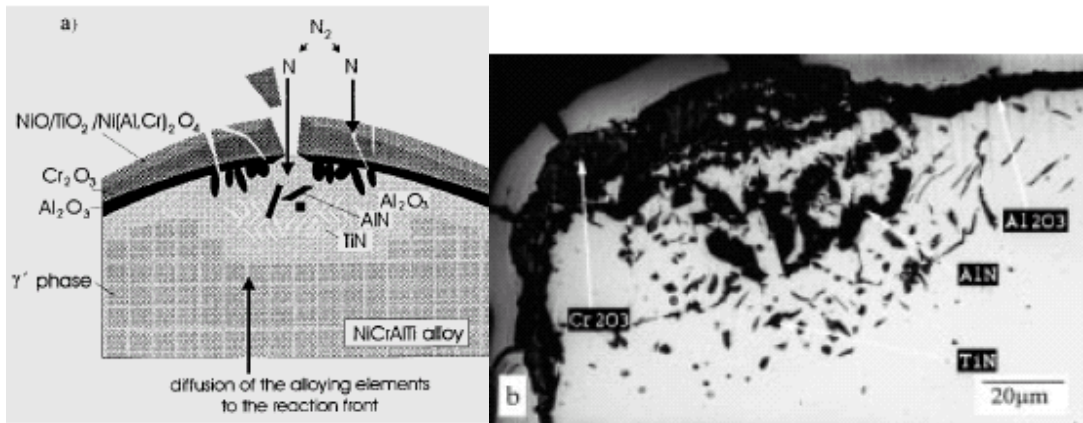 a)
N₂
N N
NiO/TiO₂/Ni(Al,Cr)₂O₄
Cr₂O₃
Al₂O₃
Al₂O₃
AlN
TiN
γ' phase
NiCrAlTi alloy
diffusion of the alloying elements
to the reaction front
Al2O3
AlN
Cr2O3
TiN
b
20μm